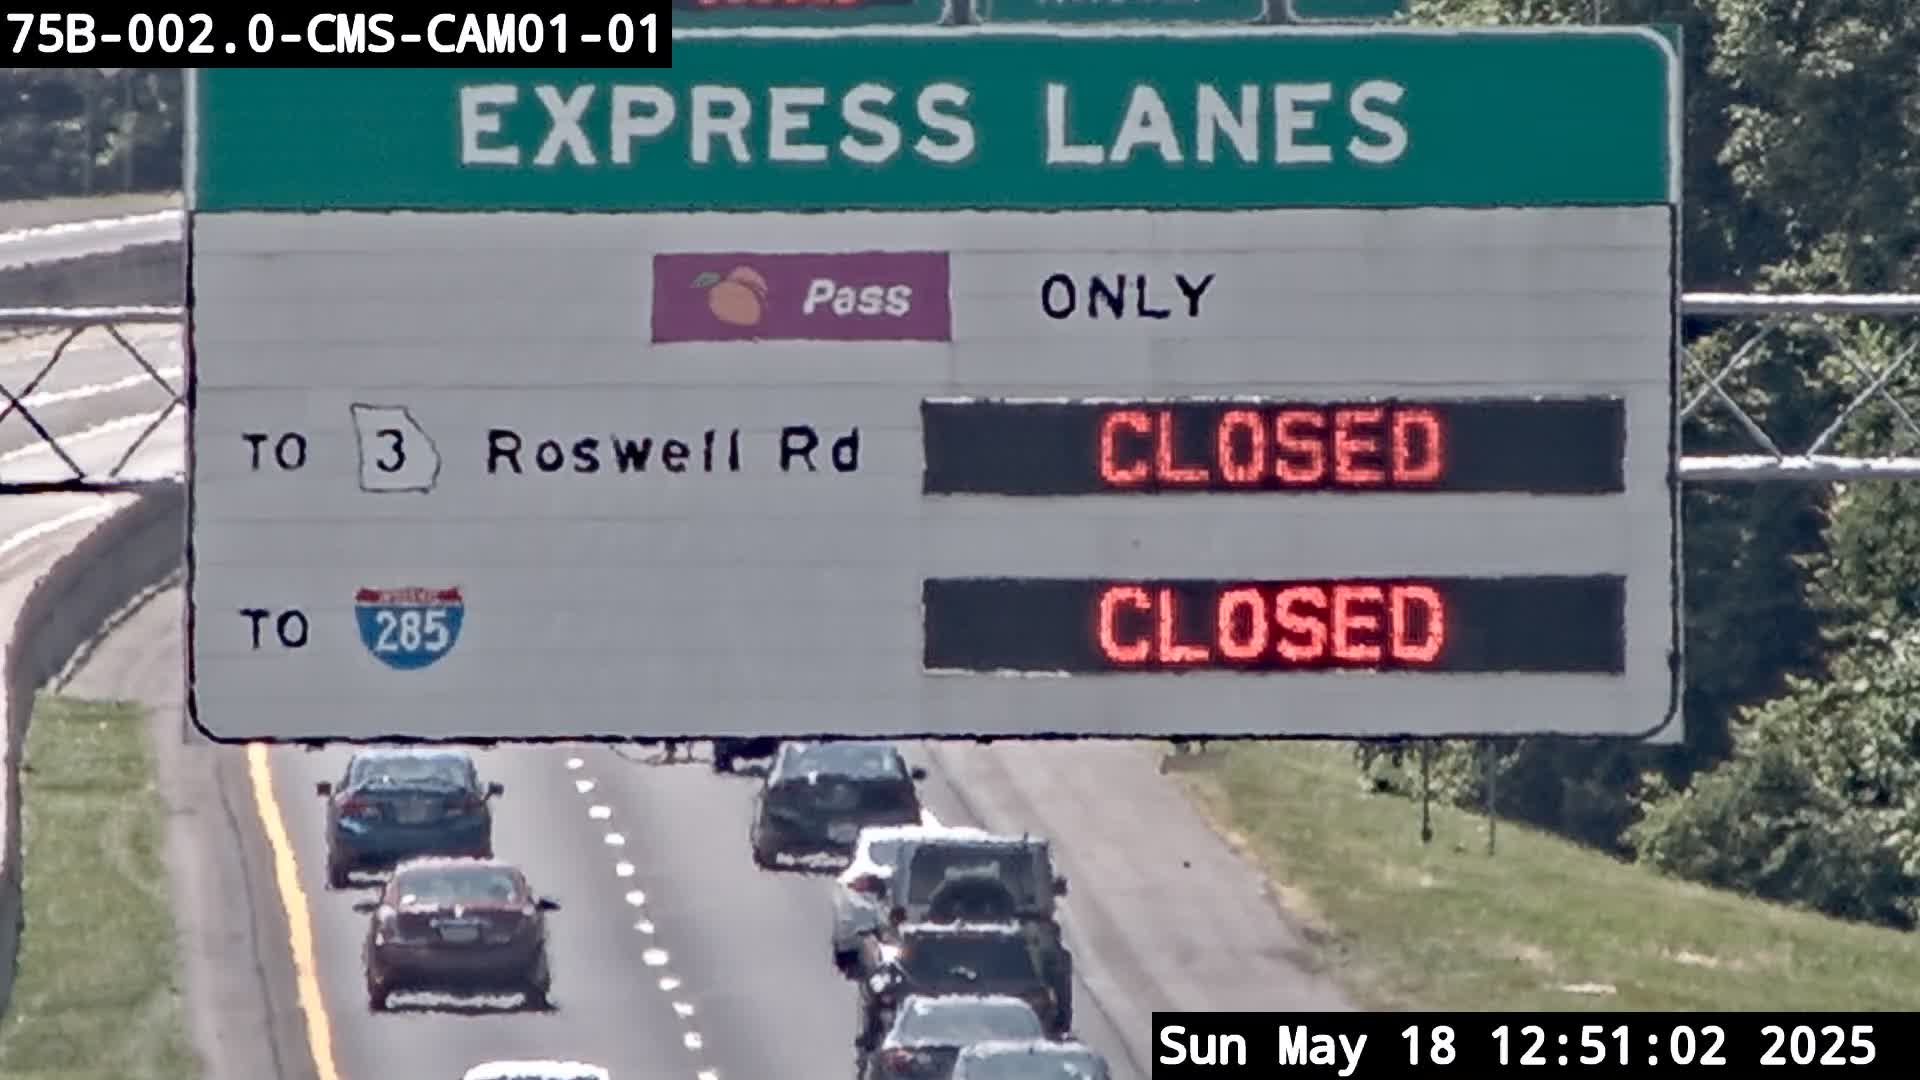 75B-002.0-CMS-CAM01-01
EXPRESS LANES
Pass ONLY
TO 3 Roswell Rd CLOSED
TO 285 CLOSED
Sun May 18 12:51:02 2025